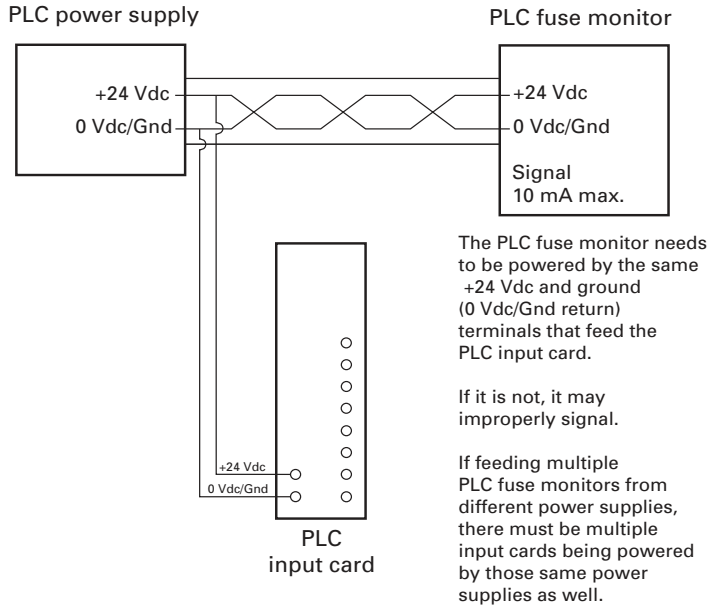 PLC power supply
PLC fuse monitor
+24 Vdc
0 Vdc/Gnd
+24 Vdc
0 Vdc/Gnd
Signal
10 mA max.
The PLC fuse monitor needs
to be powered by the same
+24 Vdc and ground
(0 Vdc/Gnd return)
terminals that feed the
PLC input card.
If it is not, it may
improperly signal.
If feeding multiple
PLC fuse monitors from
different power supplies,
there must be multiple
input cards being powered
by those same power
supplies as well.
+24 Vdc
0 Vdc/Gnd
PLC
input card